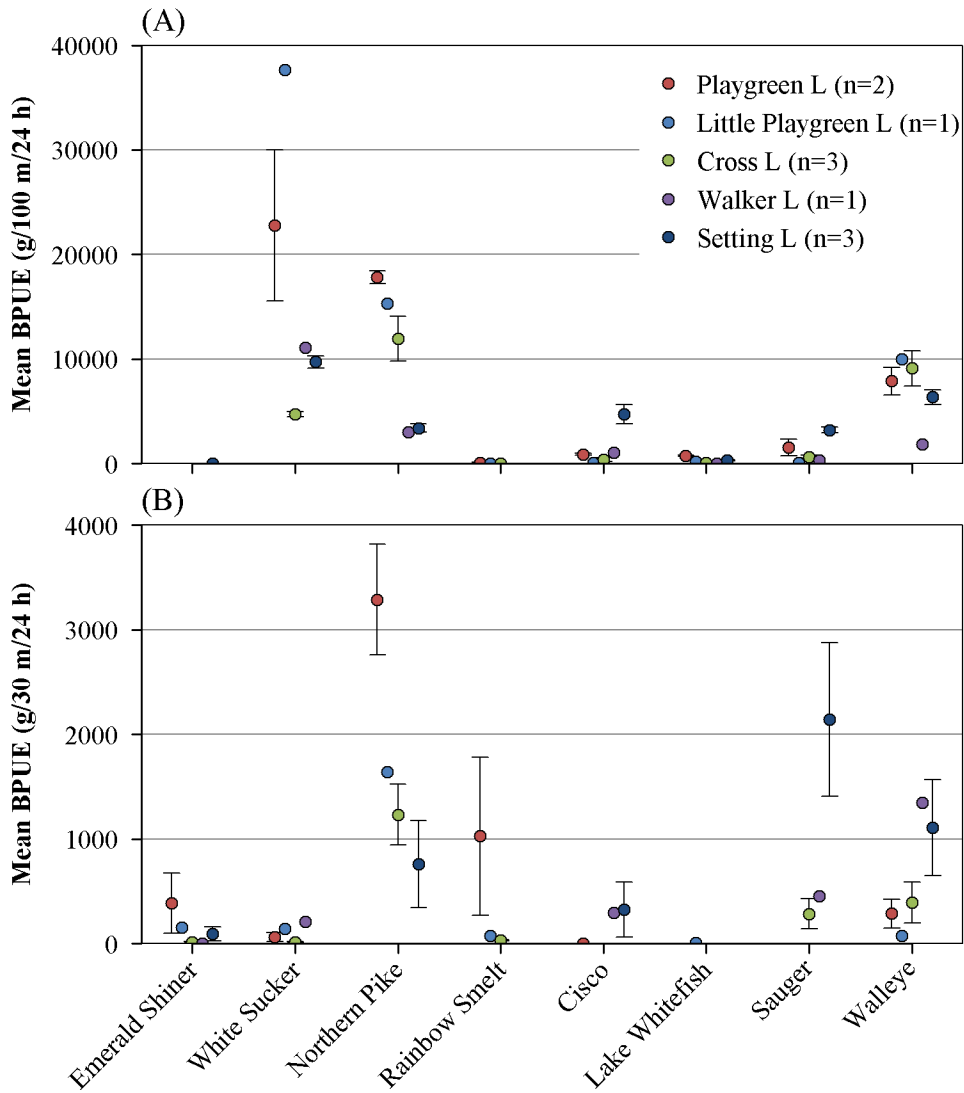 (A)
Mean BPUE (g/100 m/24 h)
40000
30000
20000
10000
0
Playgreen L (n=2)
Little Playgreen L (n=1)
Cross L (n=3)
Walker L (n=1)
Setting L (n=3)
(B)
Mean BPUE (g/30 m/24 h)
4000
3000
2000
1000
0
Emerald Shiner
White Sucker
Northern Pike
Rainbow Smelt
Cisco
Lake Whitefish
Sauger
Walleye